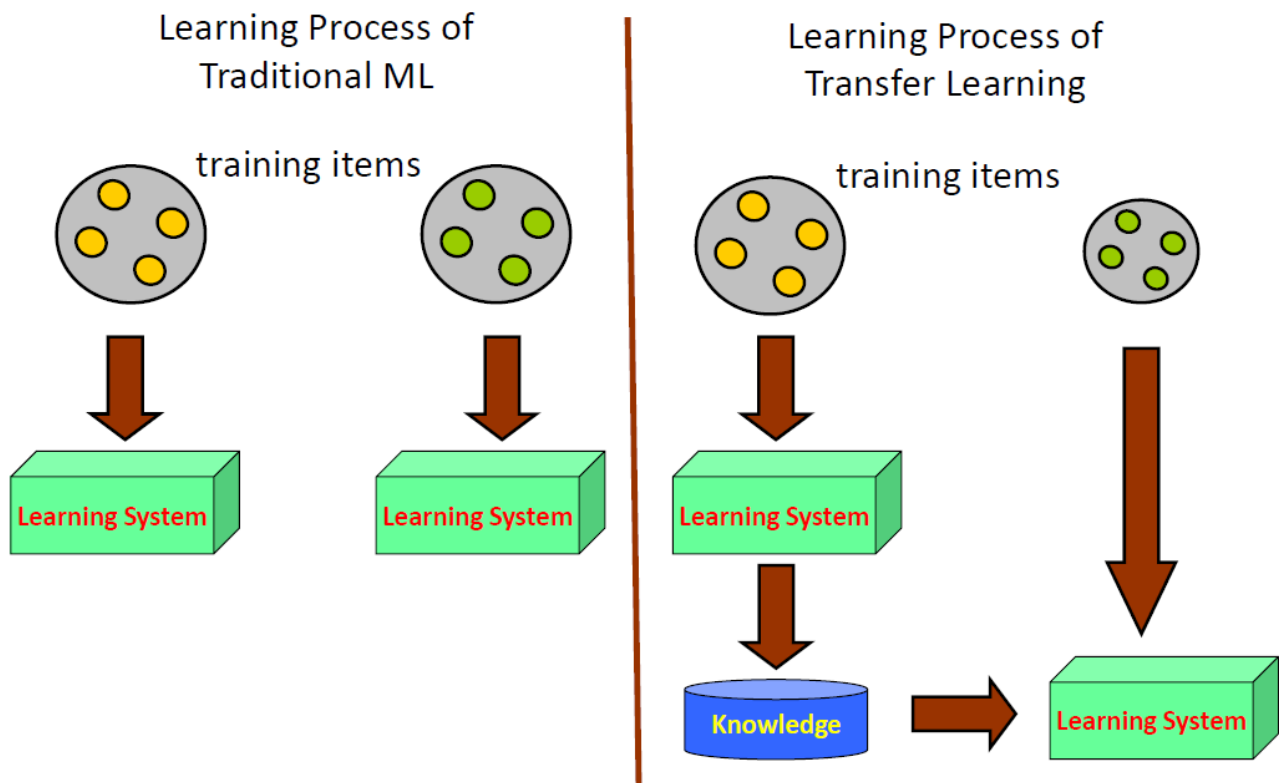 Learning Process of
Traditional ML
training items
Learning System
Learning System
Learning Process of
Transfer Learning
training items
Learning System
Knowledge
Learning System